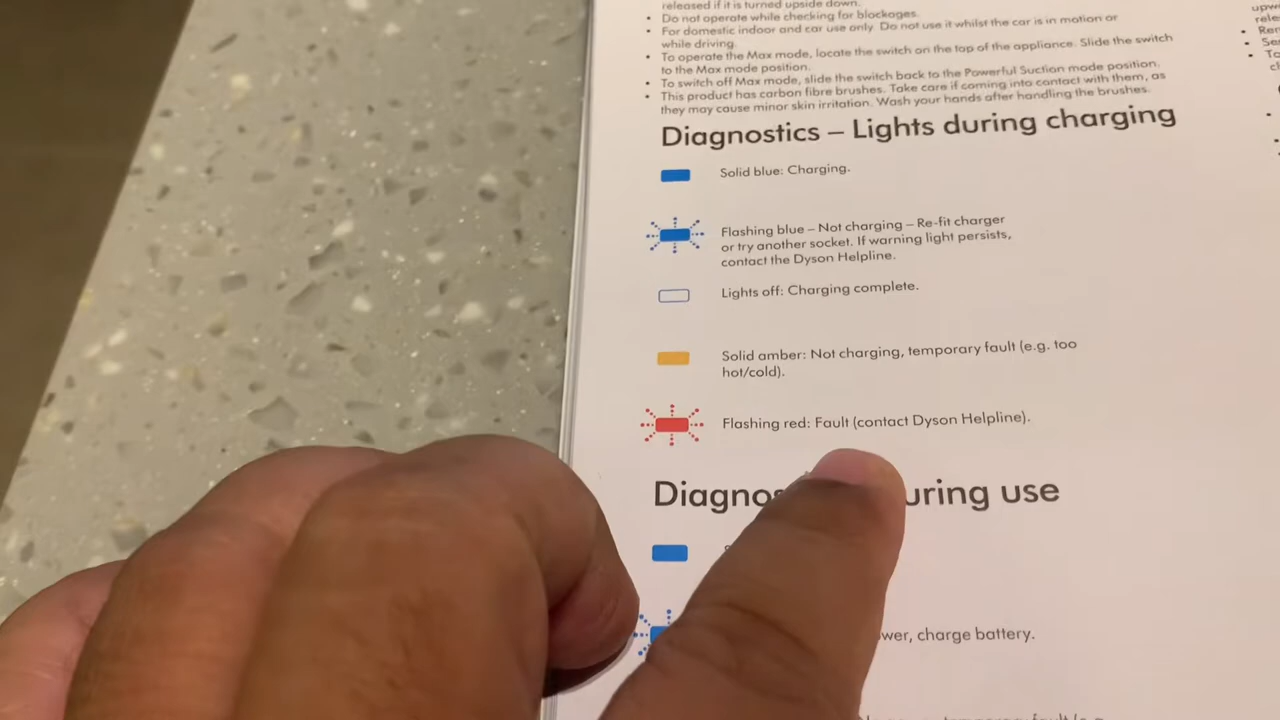 released if it is turned upside down.
• Do not operate while checking for blockages.
• For domestic indoor and car use only. Do not use it whilst the car is in motion or
while driving.
• To operate the Max mode, locate the switch on the top of the appliance. Slide the switch
to the Max mode position.
• To switch off Max mode, slide the switch back to the Powerful Suction mode position.
• This product has carbon fibre brushes. Take care if coming into contact with them, as
they may cause minor skin irritation. Wash your hands after handling the brushes.
Diagnostics – Lights during charging
Solid blue: Charging.
Flashing blue – Not charging – Re-fit charger
or try another socket. If warning light persists,
contact the Dyson Helpline.
Lights off: Charging complete.
Solid amber: Not charging, temporary fault (e.g. too
hot/cold).
Flashing red: Fault (contact Dyson Helpline).
use
charge battery.